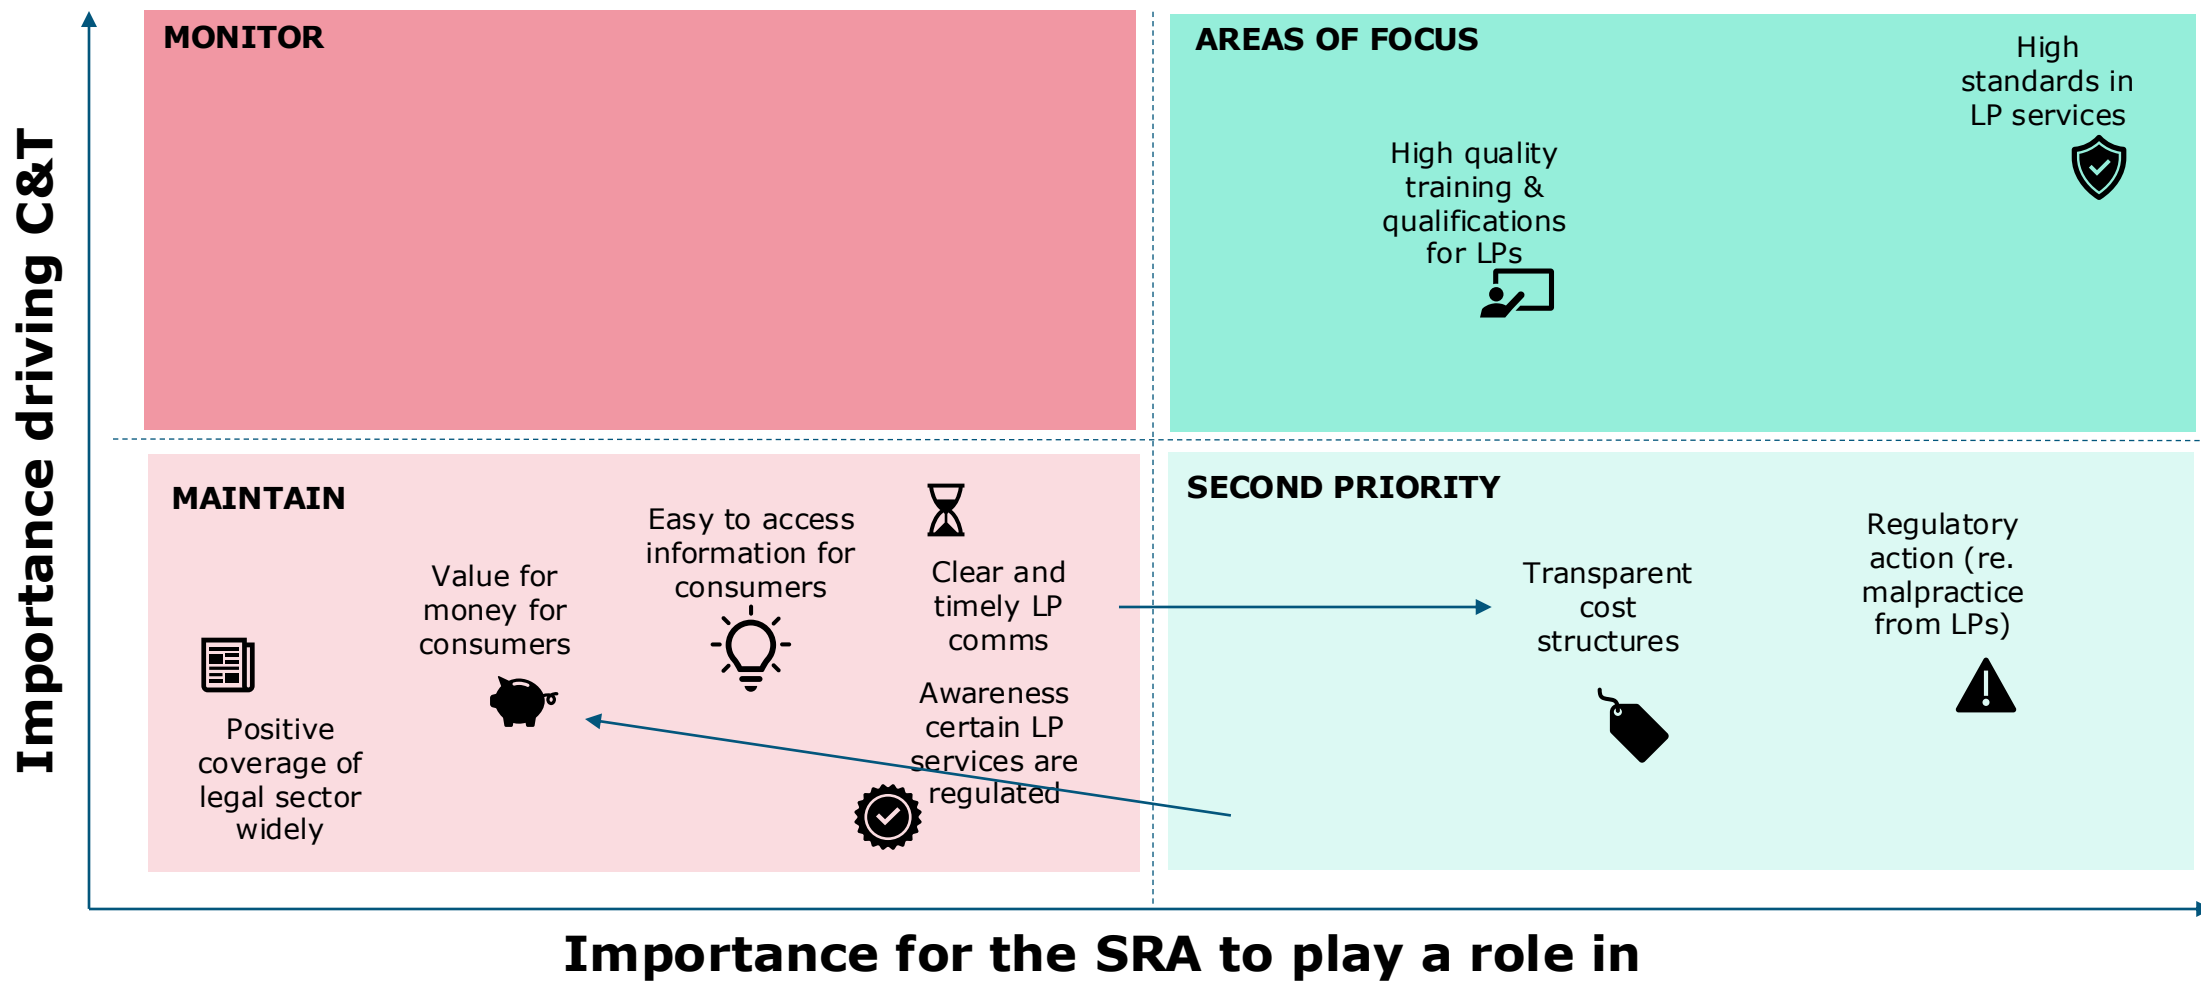 MONITOR
AREAS OF FOCUS
High
standards in
LP services
High quality
training &
qualifications
for LPs
Importance driving C&T
MAINTAIN
Positive
coverage of
legal sector
widely
Value for
money for
consumers
Easy to access
information for
consumers
Clear and
timely LP
comms
Awareness
certain LP
services are
regulated
SECOND PRIORITY
Transparent
cost
structures
Regulatory
action (re.
malpractice
from LPs)
Importance for the SRA to play a role in